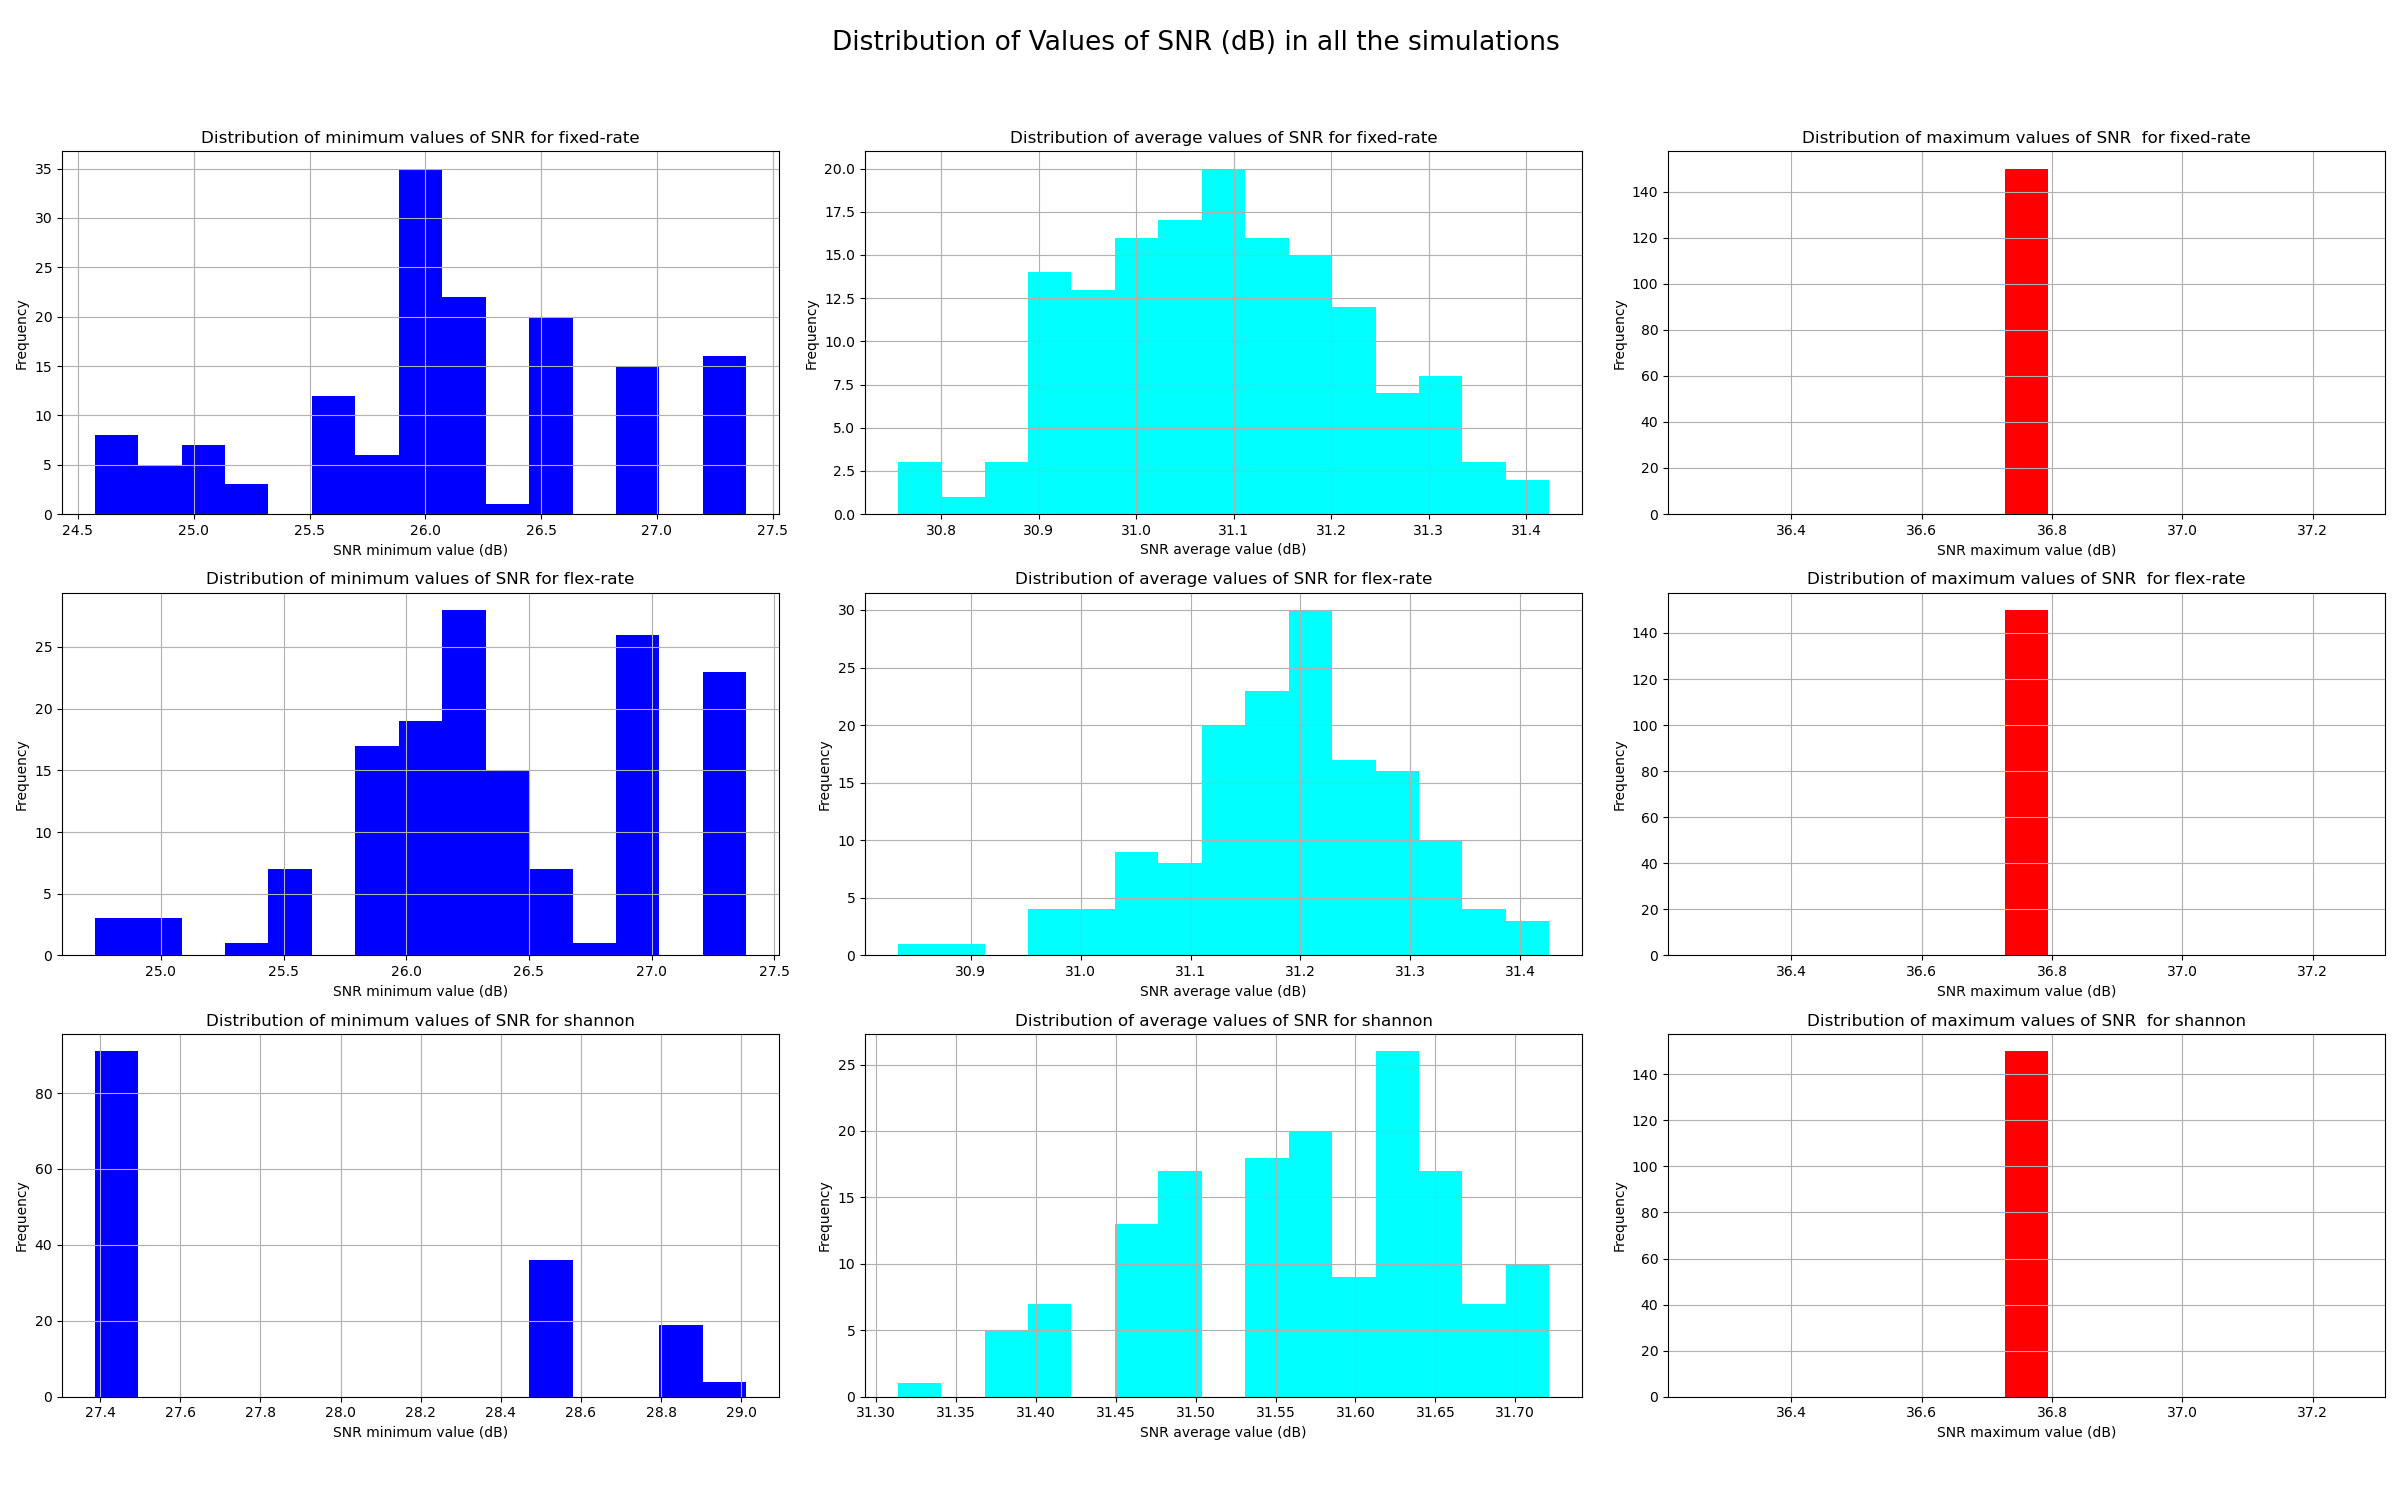 Distribution of Values of SNR (dB) in all the simulations
Distribution of minimum values of SNR for fixed-rate
35
30
25
20
15
10
5
0
Frequency
24.5 25.0 25.5 26.0 26.5 27.0 27.5
SNR minimum value (dB)
Distribution of average values of SNR for fixed-rate
20.0
17.5
15.0
12.5
10.0
7.5
5.0
2.5
0.0
Frequency
30.8 30.9 31.0 31.1 31.2 31.3 31.4
SNR average value (dB)
Distribution of maximum values of SNR  for fixed-rate
140
120
100
80
60
40
20
0
Frequency
36.4 36.6 36.8 37.0 37.2
SNR maximum value (dB)
Distribution of minimum values of SNR for flex-rate
25
20
15
10
5
0
Frequency
25.0 25.5 26.0 26.5 27.0 27.5
SNR minimum value (dB)
Distribution of average values of SNR for flex-rate
30
25
20
15
10
5
0
Frequency
30.9 31.0 31.1 31.2 31.3 31.4
SNR average value (dB)
Distribution of maximum values of SNR  for flex-rate
140
120
100
80
60
40
20
0
Frequency
36.4 36.6 36.8 37.0 37.2
SNR maximum value (dB)
Distribution of minimum values of SNR for shannon
80
60
40
20
0
Frequency
27.4 27.6 27.8 28.0 28.2 28.4 28.6 28.8 29.0
SNR minimum value (dB)
Distribution of average values of SNR for shannon
25
20
15
10
5
0
Frequency
31.30 31.35 31.40 31.45 31.50 31.55 31.60 31.65 31.70
SNR average value (dB)
Distribution of maximum values of SNR  for shannon
140
120
100
80
60
40
20
0
Frequency
36.4 36.6 36.8 37.0 37.2
SNR maximum value (dB)